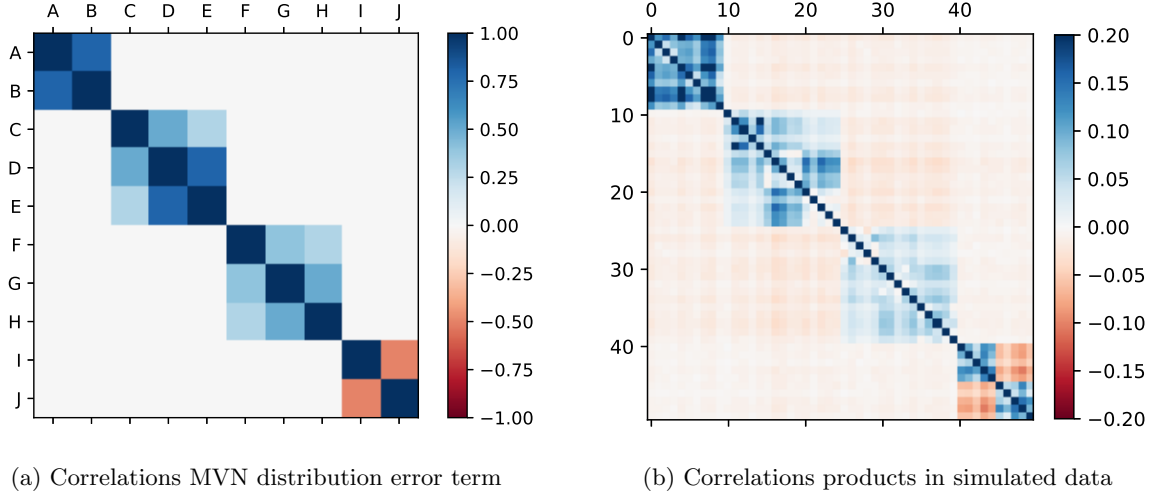 A B C D E F G H I J
A
B
C
D
E
F
G
H
I
J
1.00
0.75
0.50
0.25
0.00
−0.25
−0.50
−0.75
−1.00
0 10 20 30 40
0
10
20
30
40
0.20
0.15
0.10
0.05
0.00
−0.05
−0.10
−0.15
−0.20
(a) Correlations MVN distribution error term
(b) Correlations products in simulated data